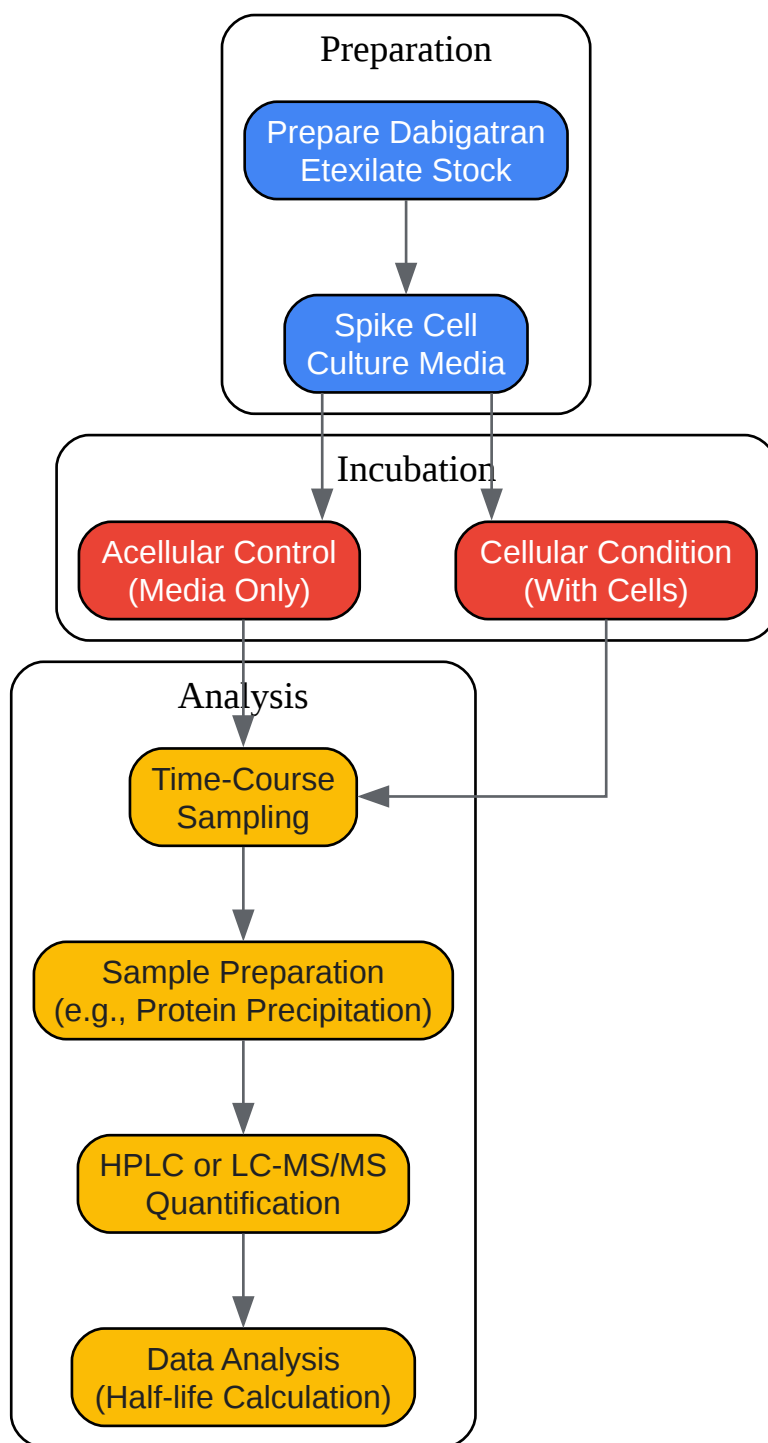 Preparation
Prepare Dabigatran
Etexilate Stock
Spike Cell
Culture Media
Incubation
Acellular Control
(Media Only)
Cellular Condition
(With Cells)
Analysis
Time-Course
Sampling
Sample Preparation
(e.g., Protein Precipitation)
HPLC or LC-MS/MS
Quantification
Data Analysis
(Half-life Calculation)